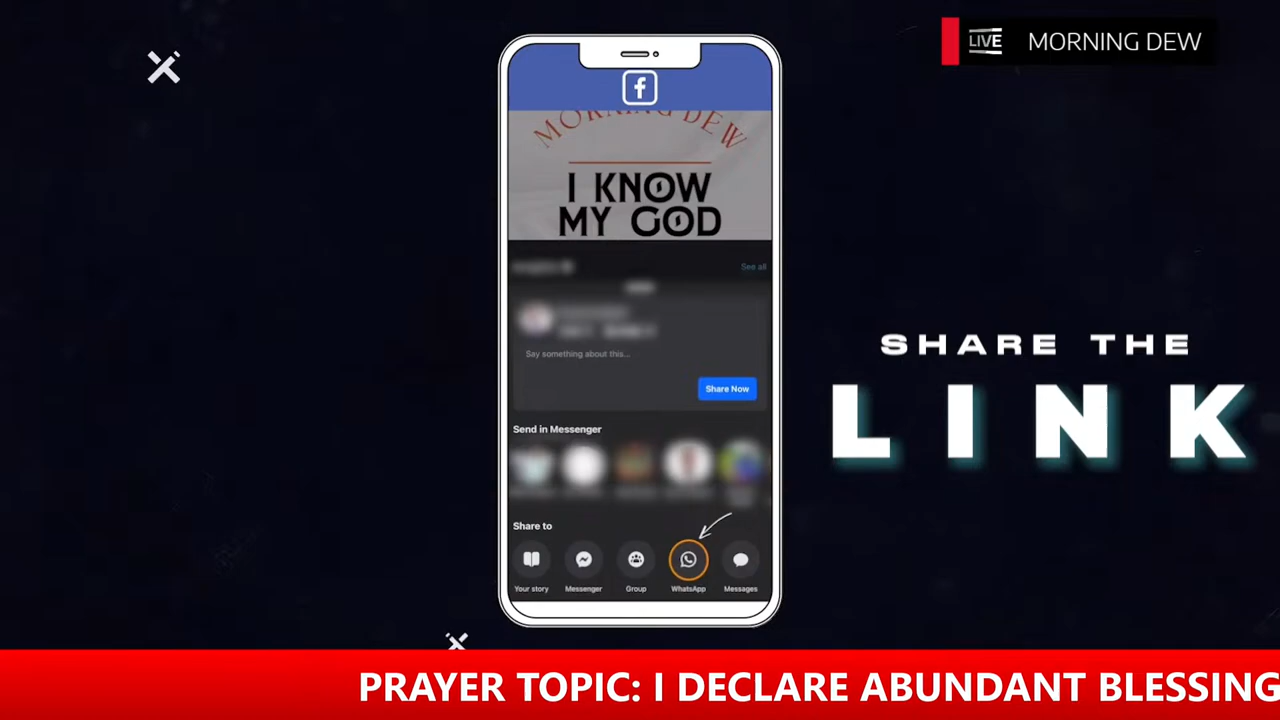 LIVE MORNING DEW
f
MORNING DEW
I KNOW
MY GOD
See all
Say something about this...
Share Now
Send in Messenger
Share to
Your story Messenger Group WhatsApp Messages
SHARE THE
LINK
PRAYER TOPIC: I DECLARE ABUNDANT BLESSING